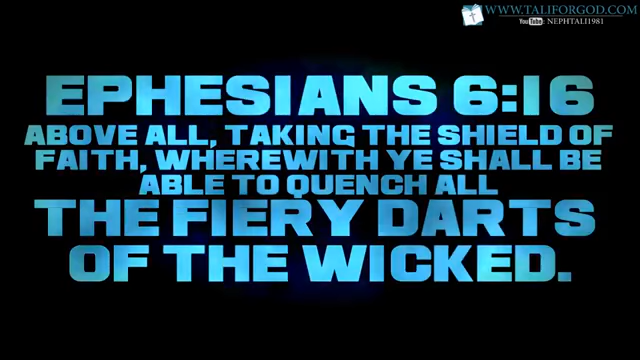 WWW.TALIFORGOD.COM
YouTube: NEPHTALI1981
EPHESIANS 6:16
ABOVE ALL, TAKING THE SHIELD OF
FAITH, WHEREWITH YE SHALL BE
ABLE TO QUENCH ALL
THE FIERY DARTS
OF THE WICKED.